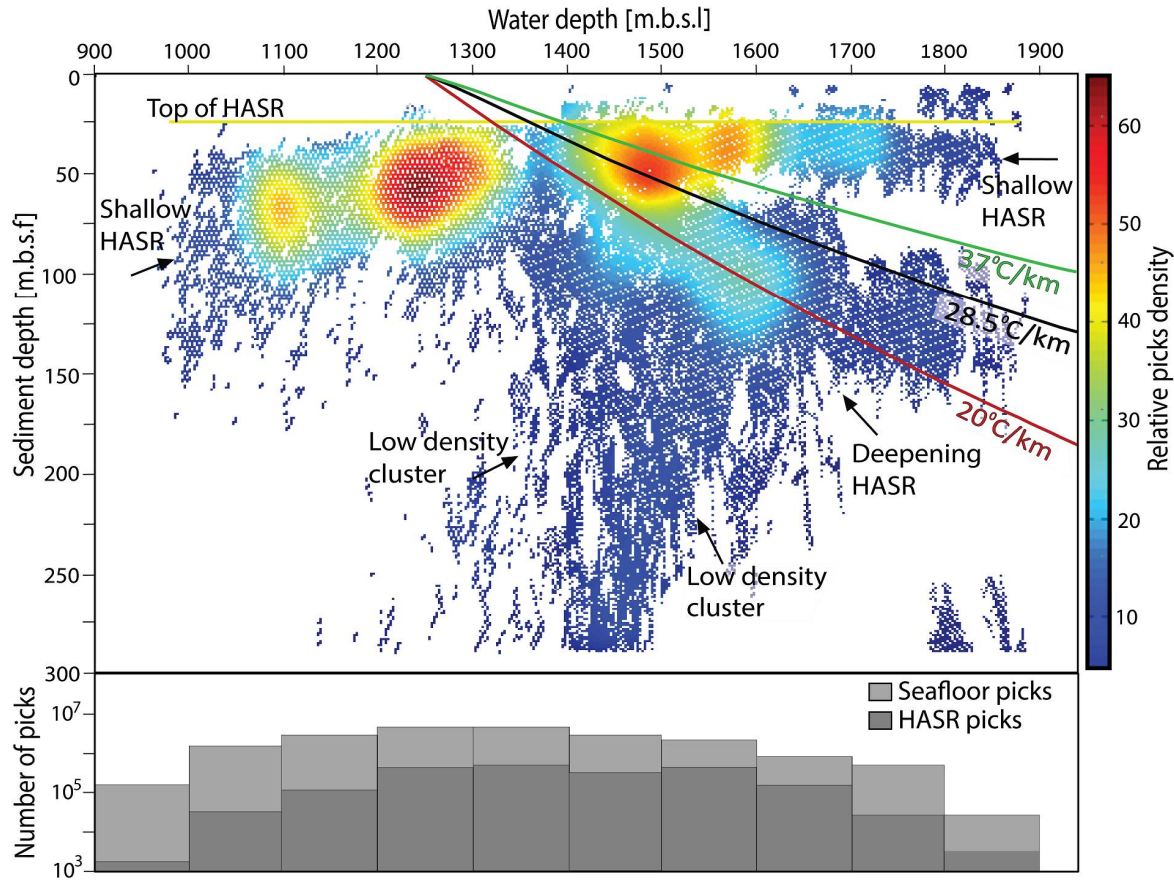 Water depth [m.b.s.l]
900 1000 1100 1200 1300 1400 1500 1600 1700 1800 1900
Sediment depth [m.b.s.f]
0
50
100
150
200
250
300
Top of HASR
Shallow
HASR
Shallow
HASR
37°C/km
28.5°C/km
20°C/km
Low density
cluster
Deepening
HASR
Low density
cluster
Relative picks density
60
50
40
30
20
10
Number of picks
10⁷
10⁵
10³
Seafloor picks
HASR picks